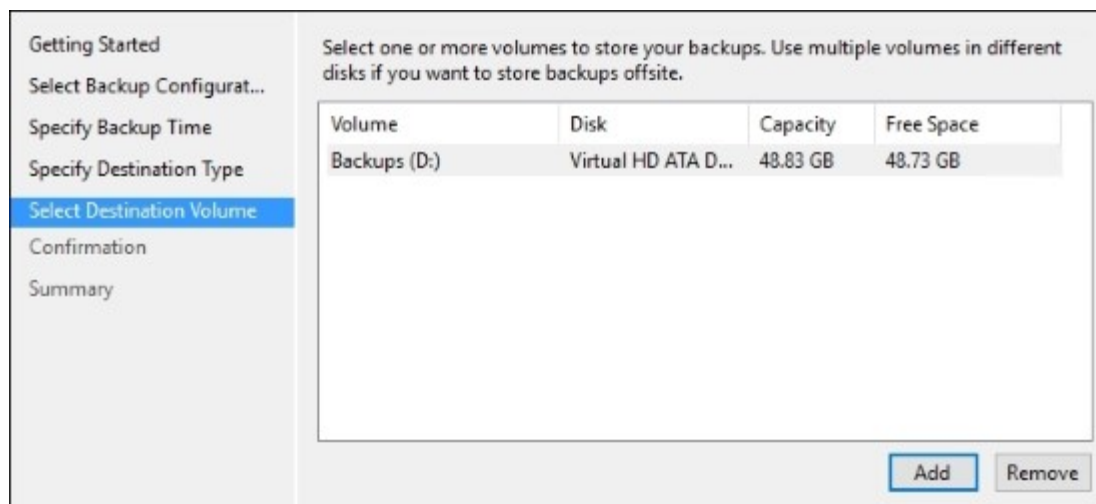 Getting Started
Select Backup Configurat...
Specify Backup Time
Specify Destination Type
Select Destination Volume
Confirmation
Summary
Select one or more volumes to store your backups. Use multiple volumes in different
disks if you want to store backups offsite.
Volume Disk Capacity Free Space
Backups (D:) Virtual HD ATA D... 48.83 GB 48.73 GB
Add Remove